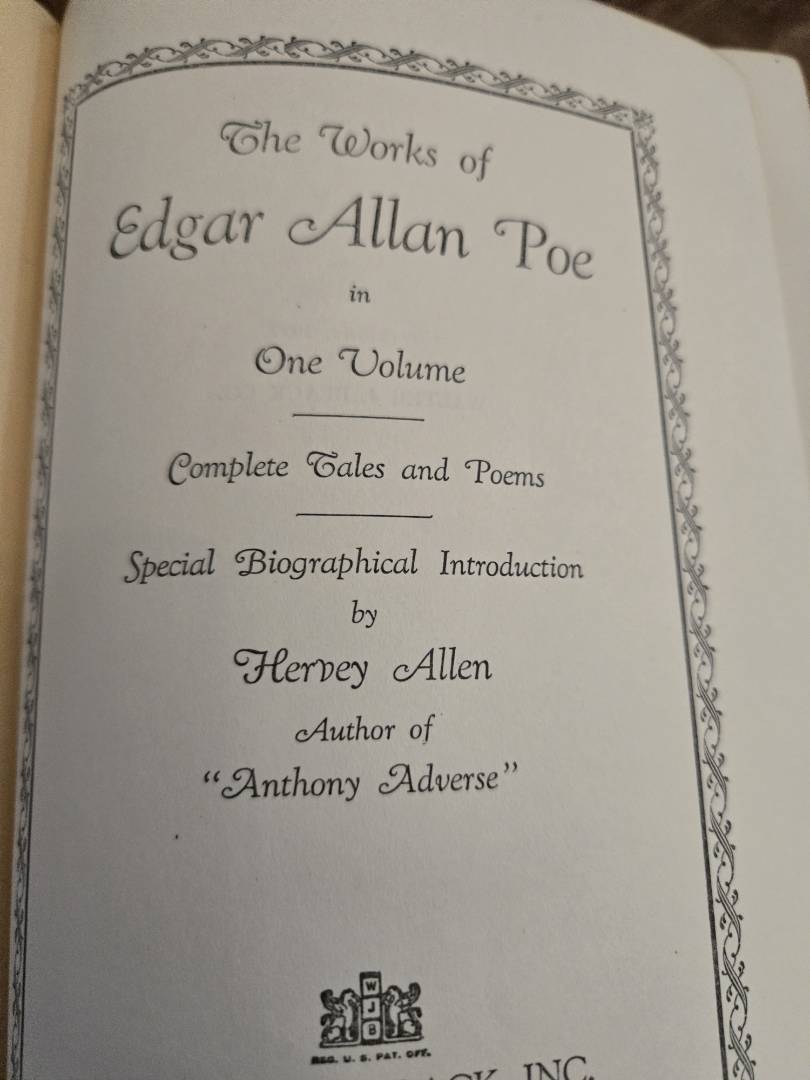 The Works of
Edgar Allan Poe
in
One Volume
Complete Tales and Poems
Special Biographical Introduction
by
Hervey Allen
Author of
“Anthony Adverse”
W
J
B
REG. U. S. PAT. OFF.
INC.